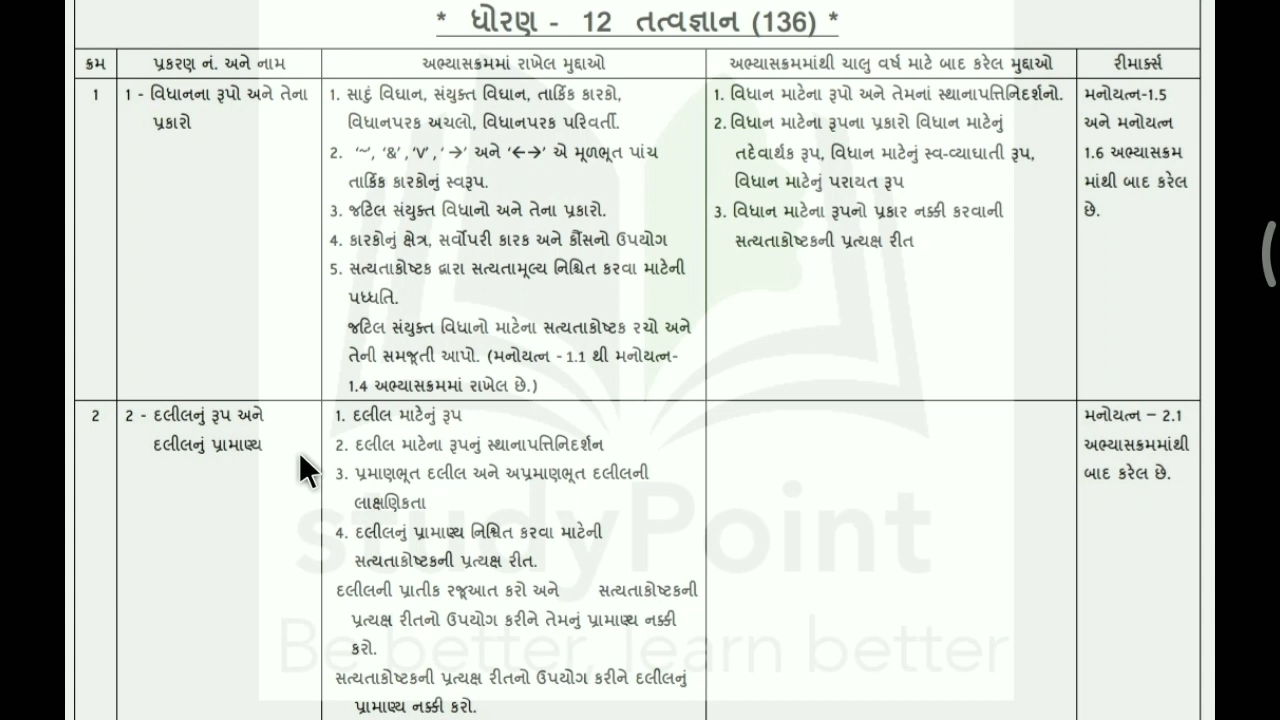 * ધોરણ - 12 તત્વજ્ઞાન (136) *
ક્રમ
પ્રકરણ નં. અને નામ
અભ્યાસક્રમમાં રાખેલ મુદ્દાઓ
અભ્યાસક્રમમાંથી ચાલુ વર્ષ માટે બાદ કરેલ મુદ્દાઓ
રીમાર્ક્સ
1
1 - વિધાનના રૂપો અને તેના
પ્રકારો
1. સાદું વિધાન, સંયુક્ત વિધાન, તાર્કિક કારકો,
વિધાનપરક અચલો, વિધાનપરક પરિવર્તી.
2. ‘~’, ‘&’ ,‘V’ ,‘ →’ અને ‘←→’ એ મૂળભૂત પાંચ
તાર્કિક કારકોનું સ્વરૂપ.
3. જટિલ સંયુક્ત વિધાનો અને તેના પ્રકારો.
4. કારકોનું ક્ષેત્ર, સર્વોપરી કારક અને કૌંસનો ઉપયોગ
5. સત્યતાકોષ્ટક દ્વારા સત્યતામૂલ્ય નિશ્ચિત કરવા માટેની
પધ્ધતિ.
જટિલ સંયુક્ત વિધાનો માટેના સત્યતાકોષ્ટક રચો અને
તેની સમજૂતી આપો. (મનોયત્ન - 1.1 થી મનોયત્ન-
1.4 અભ્યાસક્રમમાં રાખેલ છે.)
1. વિધાન માટેના રૂપો અને તેમનાં સ્થાનાપત્તિનિદર્શનો.
2. વિધાન માટેના રૂપના પ્રકારો વિધાન માટેનું
તદેવાર્થક રૂપ, વિધાન માટેનું સ્વ-વ્યાઘાતી રૂપ,
વિધાન માટેનું પરાયત રૂપ
3. વિધાન માટેના રૂપનો પ્રકાર નક્કી કરવાની
સત્યતાકોષ્ટકની પ્રત્યક્ષ રીત
મનોયત્ન-1.5
અને મનોયત્ન
1.6 અભ્યાસક્રમ
માંથી બાદ કરેલ
છે.
2
2 - દલીલનું રૂપ અને
દલીલનું પ્રામાણ્ય
1. દલીલ માટેનું રૂપ
2. દલીલ માટેના રૂપનું સ્થાનાપત્તિનિદર્શન
3. પ્રમાણભૂત દલીલ અને અપ્રમાણભૂત દલીલની
લાક્ષણિકતા
4. દલીલનું પ્રામાણ્ય નિશ્ચિત કરવા માટેની
સત્યતાકોષ્ટકની પ્રત્યક્ષ રીત.
દલીલની પ્રાતીક રજૂઆત કરો અને સત્યતાકોષ્ટકની
પ્રત્યક્ષ રીતનો ઉપયોગ કરીને તેમનું પ્રામાણ્ય નક્કી
કરો.
સત્યતાકોષ્ટકની પ્રત્યક્ષ રીતનો ઉપયોગ કરીને દલીલનું
પ્રામાણ્ય નક્કી કરો.
મનોયત્ન – 2.1
અભ્યાસક્રમમાંથી
બાદ કરેલ છે.
studyPoint
Be better, learn better